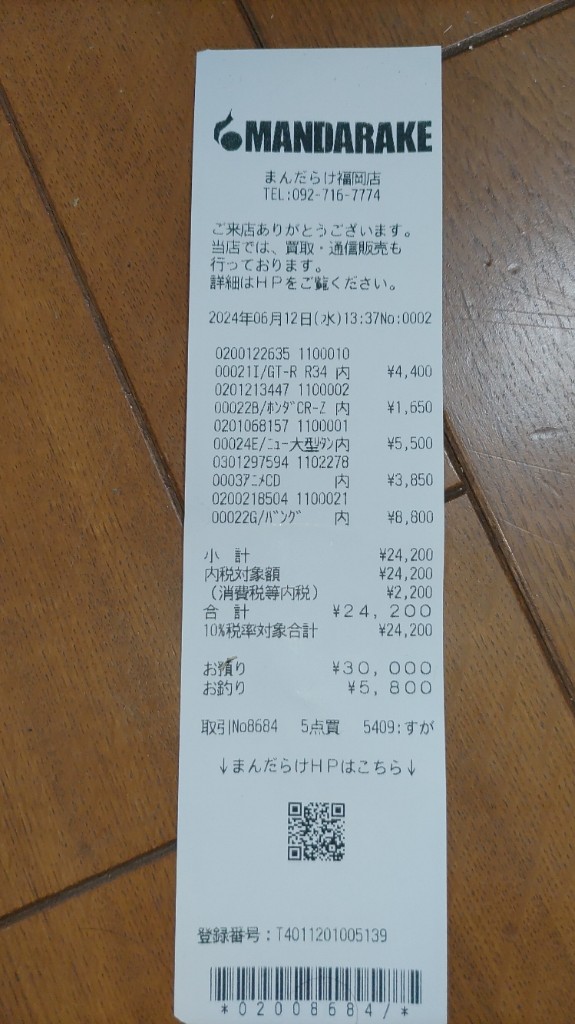 MANDARAKE
まんだらけ福岡店
TEL:092-716-7774
ご来店ありがとうございます。
当店では、買取・通信販売も
行っております。
詳細はHPをご覧ください。
2024年06月12日(水)13:37No:0002
0200122635 1100010
00021I/GT-R R34 内 ¥4,400
0201213447 1100002
00022B/ホンダCR-Z 内 ¥1,650
0201068157 1100001
00024E/ニュー大型リタン内 ¥5,500
0301297594 1102278
0003アニメCD 内 ¥3,850
0200218504 1100021
00022G/バング 内 ¥8,800
小 計 ¥24,200
内税対象額 ¥24,200
(消費税等内税) ¥2,200
合 計 ¥24,200
10%税率対象合計 ¥24,200
お預り ¥30,000
お釣り ¥5,800
取引No8684 5点買 5409:すが
↓まんだらけHPはこちら↓
登録番号:T4011201005139
*02008684/*